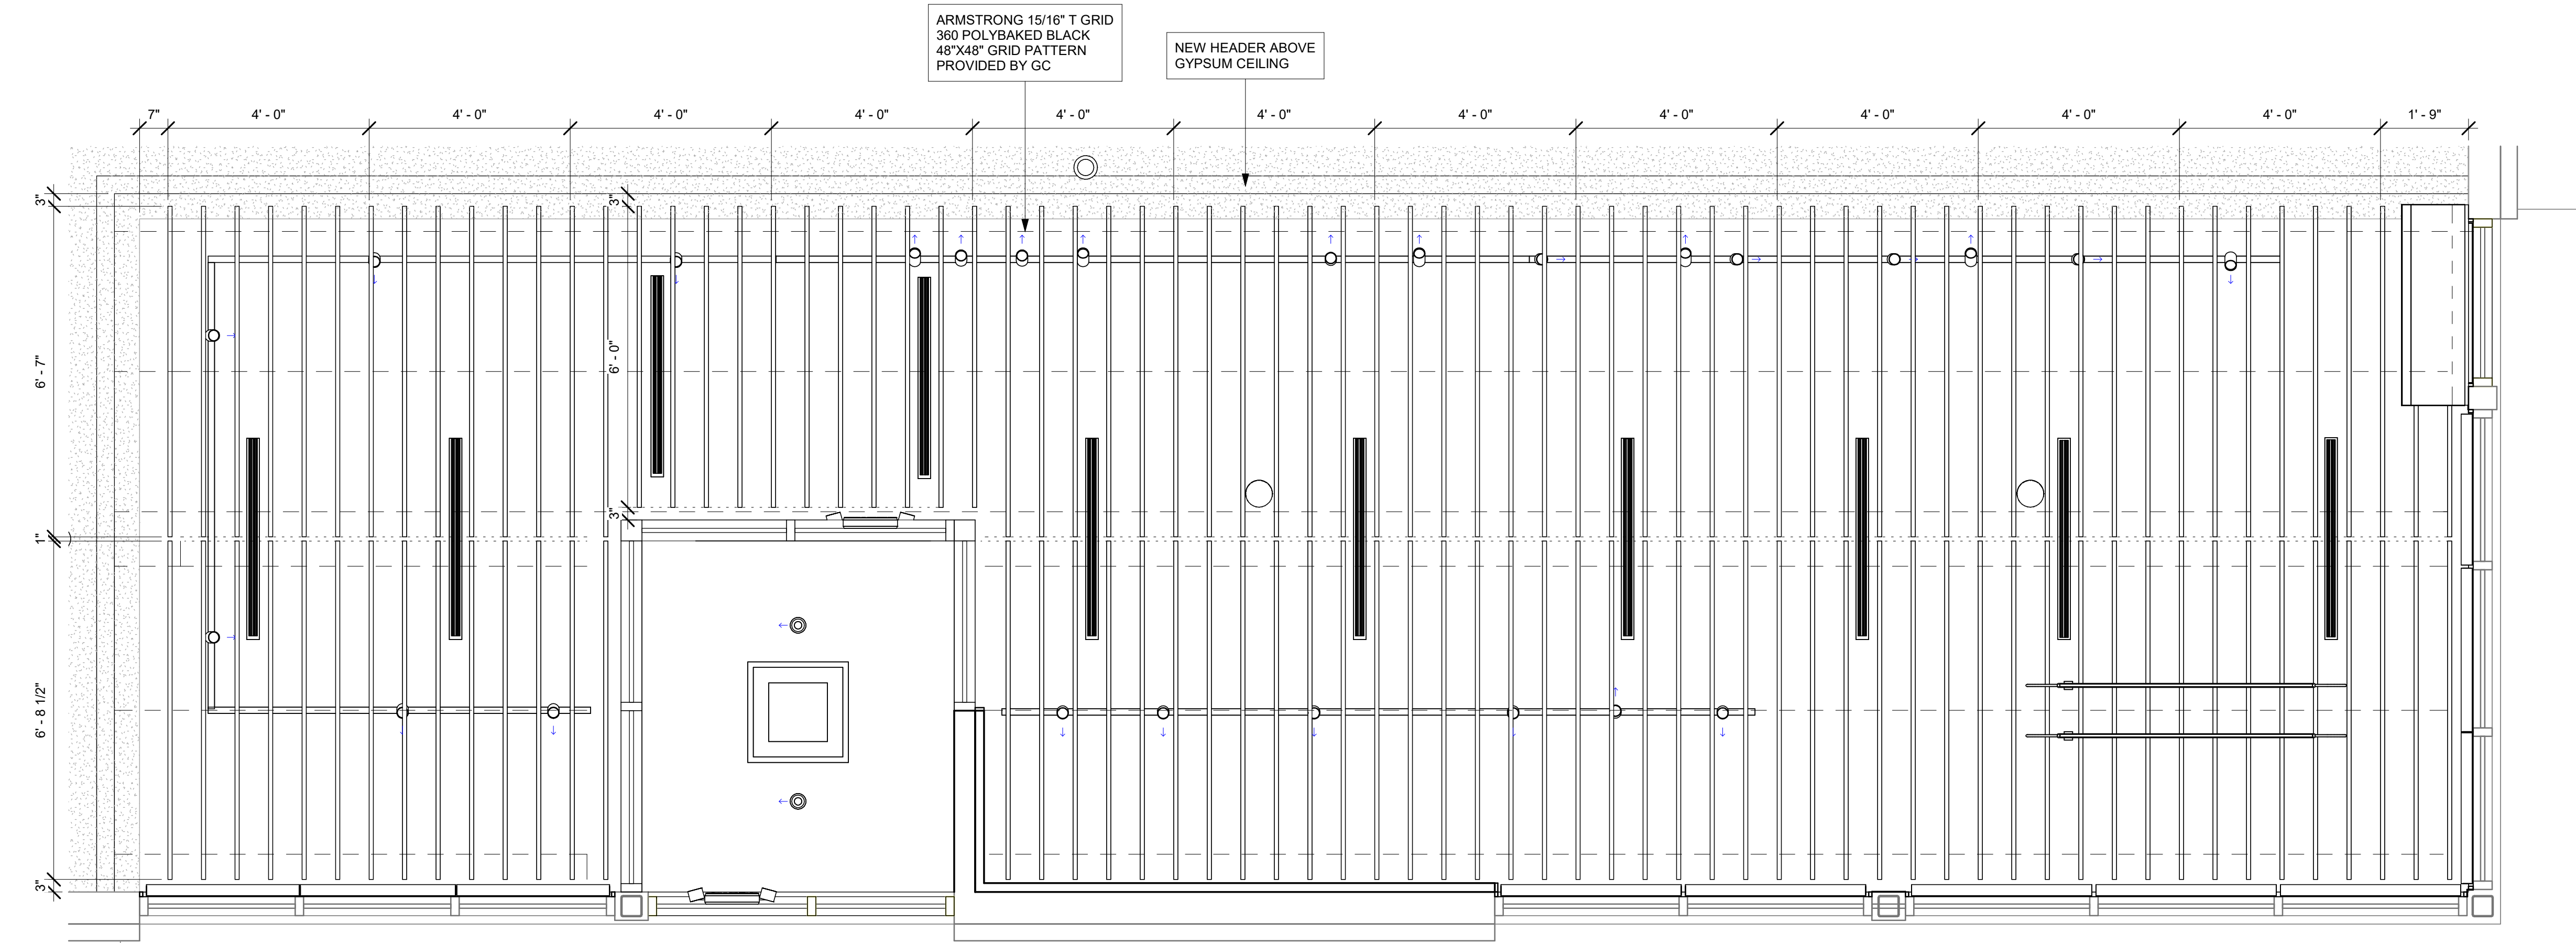 ARMSTRONG 15/16" T GRID
360 POLYBAKED BLACK
48"X48" GRID PATTERN
PROVIDED BY GC
NEW HEADER ABOVE
GYPSUM CEILING
7"
4' - 0"
4' - 0"
4' - 0"
4' - 0"
4' - 0"
4' - 0"
4' - 0"
4' - 0"
4' - 0"
4' - 0"
4' - 0"
1' - 9"
3"
6' - 7"
1"
6' - 8 1/2"
3"
3"
6' - 0"
3"